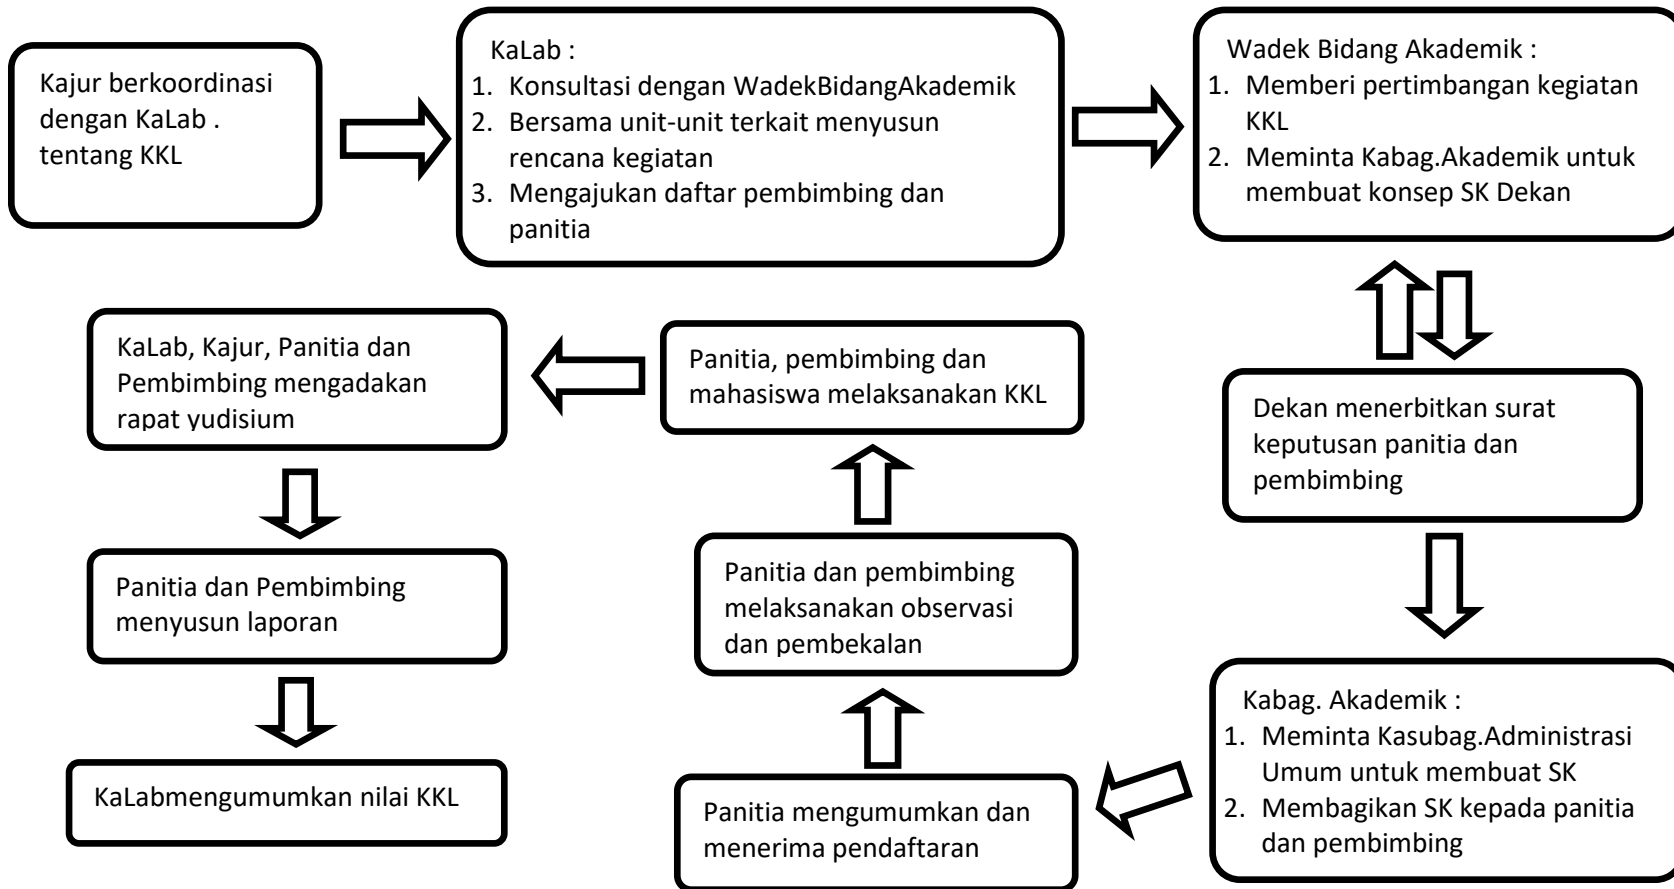 Kajur berkoordinasi
dengan KaLab .
tentang KKL
KaLab :
1. Konsultasi dengan WadekBidangAkademik
2. Bersama unit-unit terkait menyusun
rencana kegiatan
3. Mengajukan daftar pembimbing dan
panitia
Wadek Bidang Akademik :
1. Memberi pertimbangan kegiatan
KKL
2. Meminta Kabag.Akademik untuk
membuat konsep SK Dekan
Dekan menerbitkan surat
keputusan panitia dan
pembimbing
Kabag. Akademik :
1. Meminta Kasubag.Administrasi
Umum untuk membuat SK
2. Membagikan SK kepada panitia
dan pembimbing
Panitia mengumumkan dan
menerima pendaftaran
Panitia dan pembimbing
melaksanakan observasi
dan pembekalan
Panitia, pembimbing dan
mahasiswa melaksanakan KKL
KaLab, Kajur, Panitia dan
Pembimbing mengadakan
rapat yudisium
Panitia dan Pembimbing
menyusun laporan
KaLabmengumumkan nilai KKL